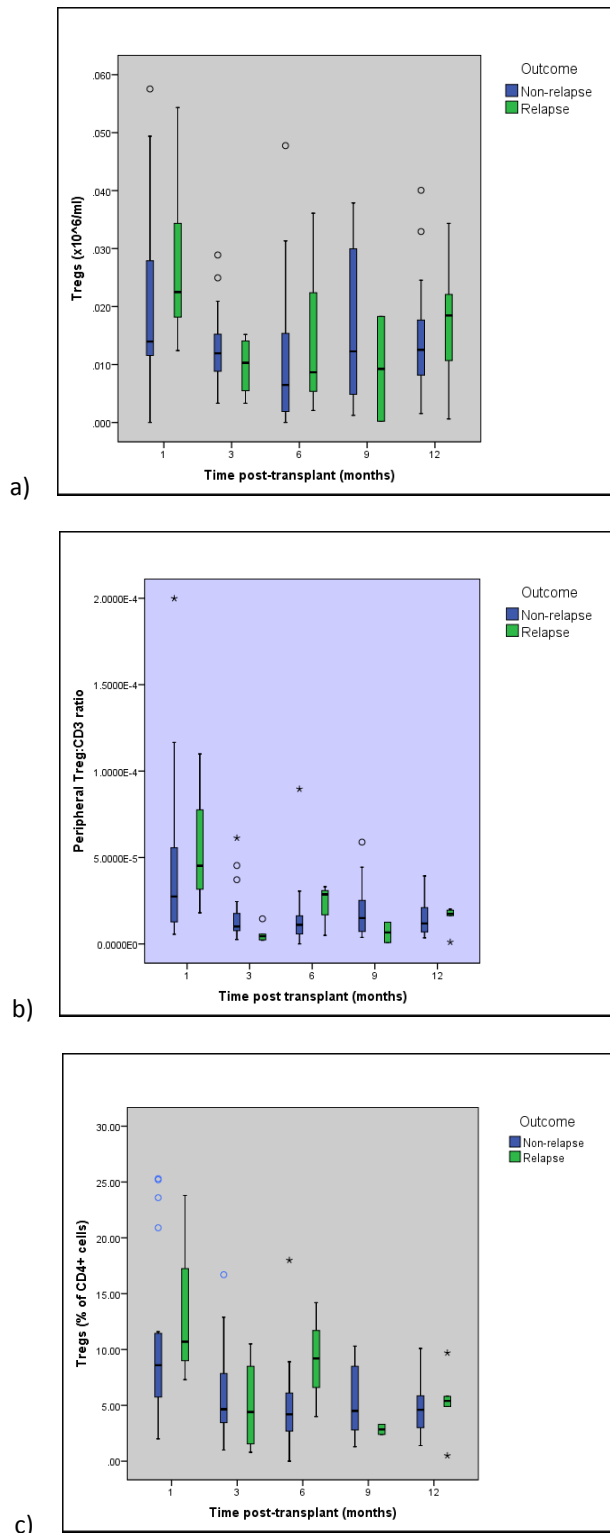 a)
Outcome
Non-relapse
Relapse
Tregs (x10^6/ml)
.060
.050
.040
.030
.020
.010
.000
1 3 6 9 12
Time post-transplant (months)
b)
Outcome
Non-relapse
Relapse
Peripheral Treg:CD3 ratio
2.0000E-4
1.5000E-4
1.0000E-4
5.0000E-5
0.0000E0
1 3 6 9 12
Time post transplant (months)
c)
Outcome
Non-relapse
Relapse
Tregs (% of CD4+ cells)
30.00
25.00
20.00
15.00
10.00
5.00
.00
1 3 6 9 12
Time post-transplant (months)